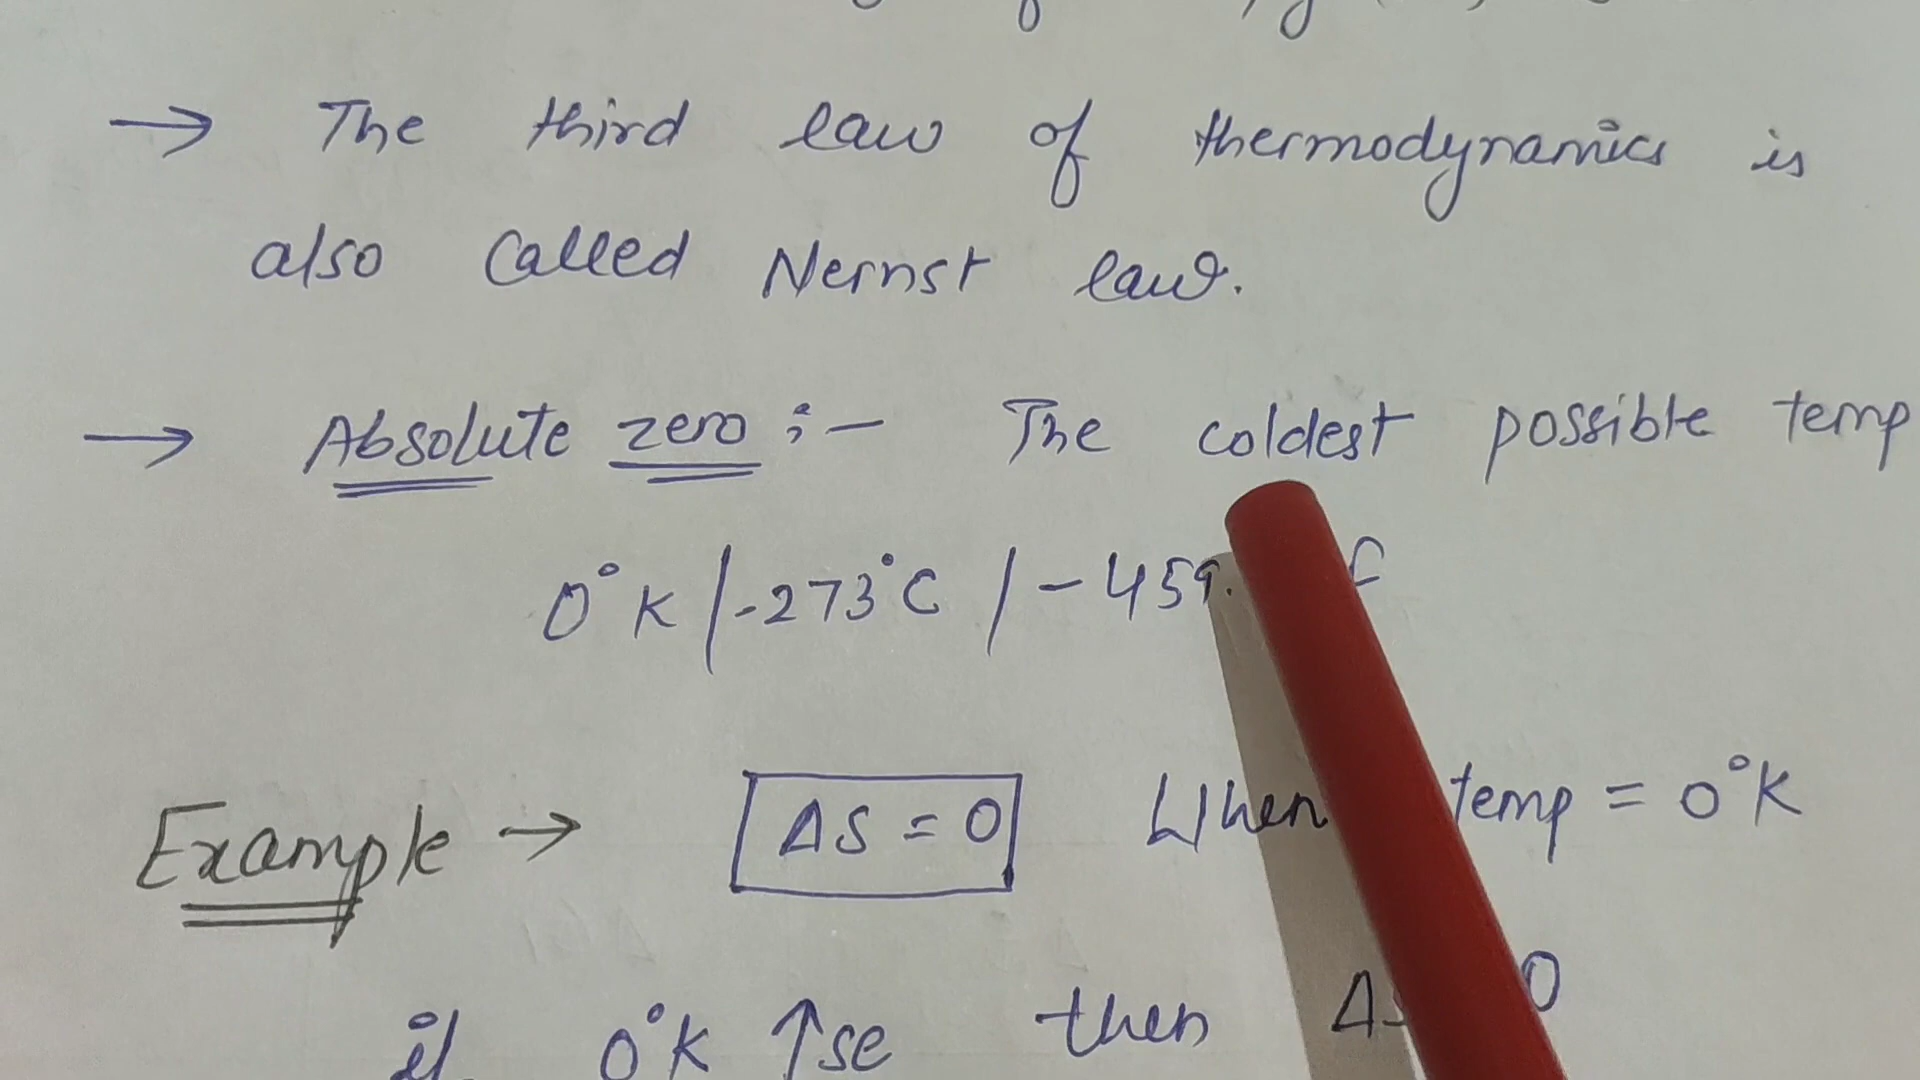 → The third law of thermodynamics is
also called Nernst law.
→ Absolute zero :- The coldest possible temp
0°K / -273°C / -459.
Example → ΔS = 0 When temp = 0°K
if 0°K ↑se then